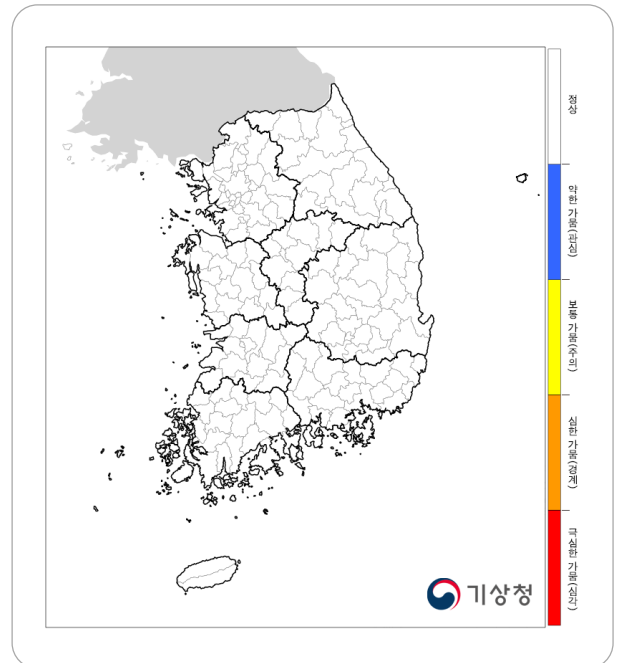 정상
약한 가뭄(관심)
보통 가뭄(주의)
심한 가뭄(경계)
극심한 가뭄(심각)
기상청